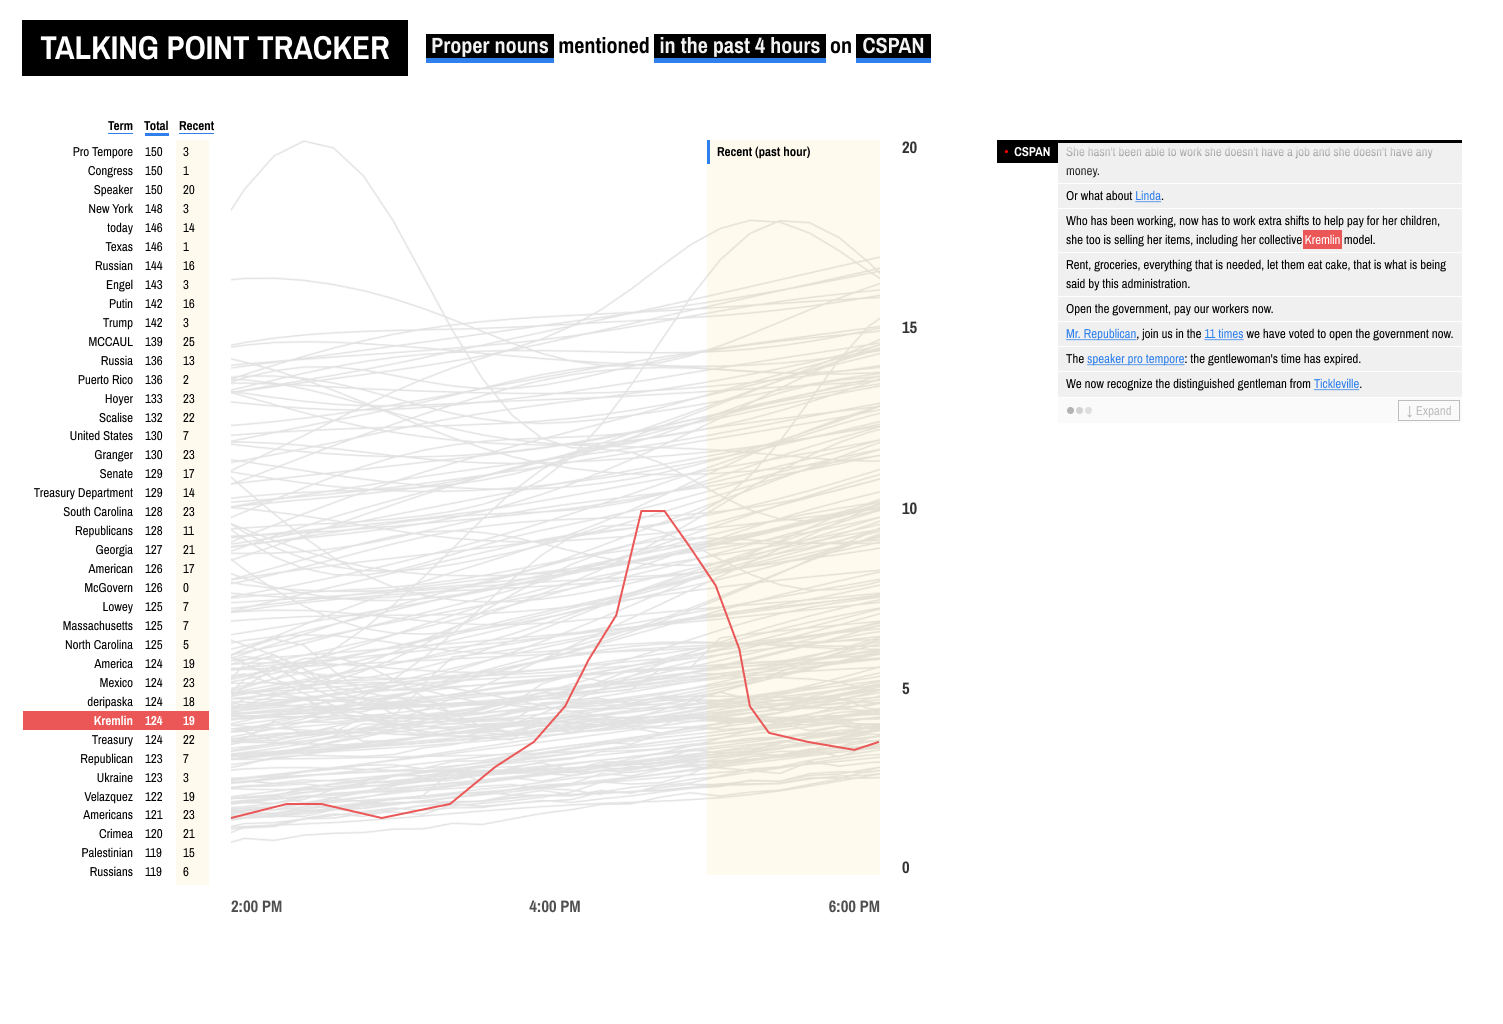 TALKING POINT TRACKER
Proper nouns mentioned in the past 4 hours on CSPAN
Term Total Recent
Pro Tempore 150 3
Congress 150 1
Speaker 150 20
New York 148 3
today 146 14
Texas 146 1
Russian 144 16
Engel 143 3
Putin 142 16
Trump 142 3
MCCAUL 139 25
Russia 136 13
Puerto Rico 136 2
Hoyer 133 23
Scalise 132 22
United States 130 7
Granger 130 23
Senate 129 17
Treasury Department 129 14
South Carolina 128 23
Republicans 128 11
Georgia 127 21
American 126 17
McGovern 126 0
Lowey 125 7
Massachusetts 125 7
North Carolina 125 5
America 124 19
Mexico 124 23
deripaska 124 18
Kremlin 124 19
Treasury 124 22
Republican 123 7
Ukraine 123 3
Velazquez 122 19
Americans 121 23
Crimea 120 21
Palestinian 119 15
Russians 119 6
Recent (past hour)
20
15
10
5
0
2:00 PM 4:00 PM 6:00 PM
• CSPAN
She hasn't been able to work she doesn't have a job and she doesn't have any
money.
Or what about Linda.
Who has been working, now has to work extra shifts to help pay for her children,
she too is selling her items, including her collective Kremlin model.
Rent, groceries, everything that is needed, let them eat cake, that is what is being
said by this administration.
Open the government, pay our workers now.
Mr. Republican, join us in the 11 times we have voted to open the government now.
The speaker pro tempore: the gentlewoman's time has expired.
We now recognize the distinguished gentleman from Tickleville.
↓ Expand